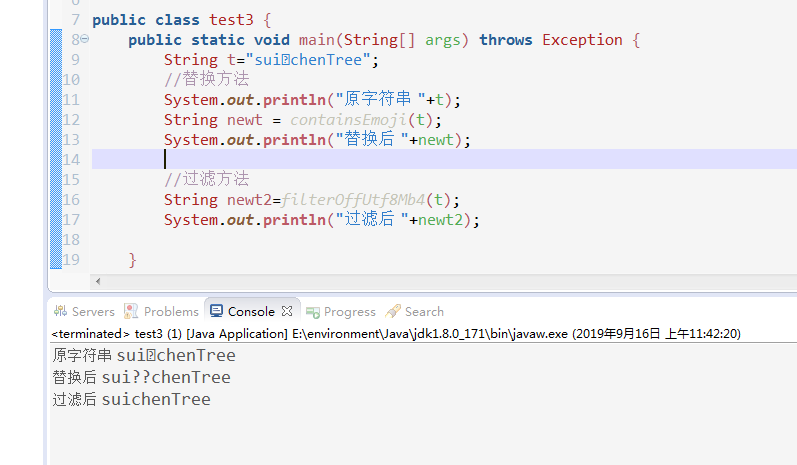 7 public class test3 {
8 public static void main(String[] args) throws Exception {
9 String t="sui□chenTree";
10 //替换方法
11 System.out.println("原字符串 "+t);
12 String newt = containsEmoji(t);
13 System.out.println("替换后 "+newt);
14
15 //过滤方法
16 String newt2=filterOffUtf8Mb4(t);
17 System.out.println("过滤后 "+newt2);
18
19 }
Servers Problems Console Progress Search
<terminated> test3 (1) [Java Application] E:\environment\Java\jdk1.8.0_171\bin\javaw.exe (2019年9月16日 上午11:42:20)
原字符串 sui□chenTree
替换后 sui??chenTree
过滤后 suichenTree